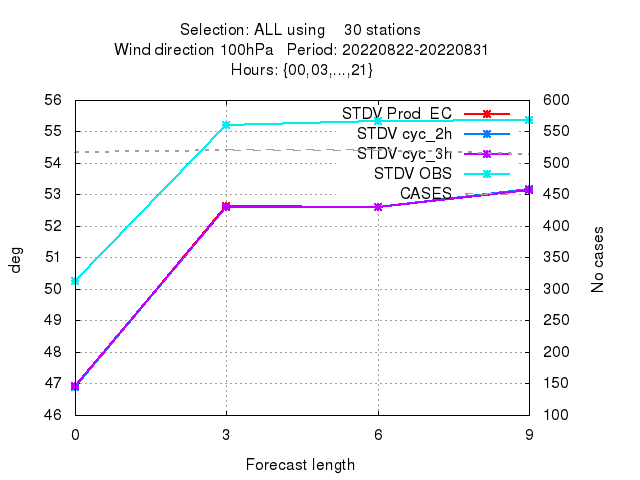 Selection: ALL using    30 stations
Wind direction 100hPa   Period: 20220822-20220831
Hours: {00,03,...,21}
56 600
STDV Prod_EC
55 550
STDV cyc_2h
STDV cyc_3h
54 500
STDV OBS
53 450
CASES
52 400
51 350
50 300
49 250
48 200
47 150
46 100
deg
No cases
0 3 6 9
Forecast length